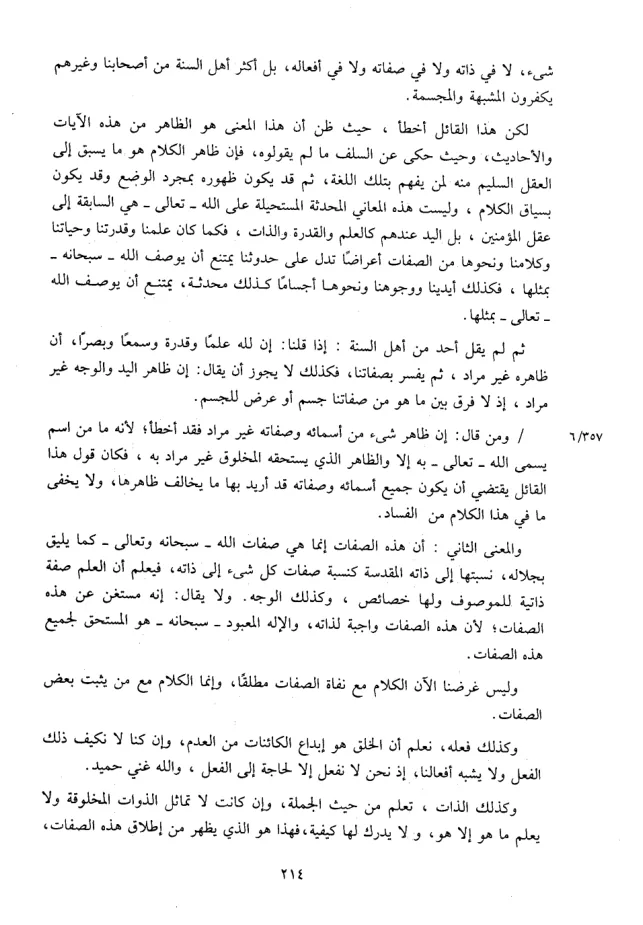 شىء، لا في ذاته ولا في صفاته ولا في أفعاله، بل أكثر أهل السنة من أصحابنا وغيرهم
يكفرون المشبهة والمجسمة.
لكن هذا القائل أخطأ ، حيث ظن أن هذا المعنى هو الظاهر من هذه الآيات
والأحاديث، وحيث حكى عن السلف ما لم يقولوه، فإن ظاهر الكلام هو ما يسبق إلى
العقل السليم منه لمن يفهم بتلك اللغة، ثم قد يكون ظهوره بمجرد الوضع وقد يكون
بسياق الكلام ، وليست هذه المعاني المحدثة المستحيلة على الله ـ تعالى ـ هي السابقة إلى
عقل المؤمنين ، بل اليد عندهم كالعلم والقدرة والذات ، فكما كان علمنا وقدرتنا وحياتنا
وكلامنا ونحوها من الصفات أعراضًا تدل على حدوثنا يمتنع أن يوصف الله ـ سبحانه ـ
بمثلها ، فكذلك أيدينا ووجوهنا ونحوها أجسامًا كذلك محدثة، يمتنع أن يوصف الله
ـ تعالى ـ بمثلها.
ثم لم يقل أحد من أهل السنة : إذا قلنا: إن لله علمًا وقدرة وسمعًا وبصرًا، أن
ظاهره غير مراد ، ثم يفسر بصفاتنا، فكذلك لا يجوز أن يقال: إن ظاهر اليد والوجه غير
مراد ، إذ لا فرق بين ما هو من صفاتنا جسم أو عرض للجسم.
٦/٣٥٧ / ومن قال: إن ظاهر شىء من أسمائه وصفاته غير مراد فقد أخطأ؛ لأنه ما من اسم
يسمى الله ـ تعالى ـ به إلا والظاهر الذي يستحقه المخلوق غير مراد به ، فكان قول هذا
القائل يقتضي أن يكون جميع أسمائه وصفاته قد أريد بها ما يخالف ظاهرها، ولا يخفى
ما في هذا الكلام من الفساد.
والمعنى الثاني : أن هذه الصفات إنما هي صفات الله ـ سبحانه وتعالى ـ كما يليق
بجلاله، نسبتها إلى ذاته المقدسة كنسبة صفات كل شىء إلى ذاته، فيعلم أن العلم صفة
ذاتية للموصوف ولها خصائص ، وكذلك الوجه. ولا يقال: إنه مستغن عن هذه
الصفات؛ لأن هذه الصفات واجبة لذاته، والإله المعبود ـ سبحانه ـ هو المستحق لجميع
هذه الصفات.
وليس غرضنا الآن الكلام مع نفاة الصفات مطلقًا، وإنما الكلام مع من يثبت بعض
الصفات.
وكذلك فعله، نعلم أن الخلق هو إبداع الكائنات من العدم، وإن كنا لا نكيف ذلك
الفعل ولا يشبه أفعالنا، إذ نحن لا نفعل إلا لحاجة إلى الفعل ، والله غني حميد.
وكذلك الذات ، تعلم من حيث الجملة، وإن كانت لا تماثل الذوات المخلوقة ولا
يعلم ما هو إلا هو، و لا يدرك لها كيفية،فهذا هو الذي يظهر من إطلاق هذه الصفات،
٢١٤